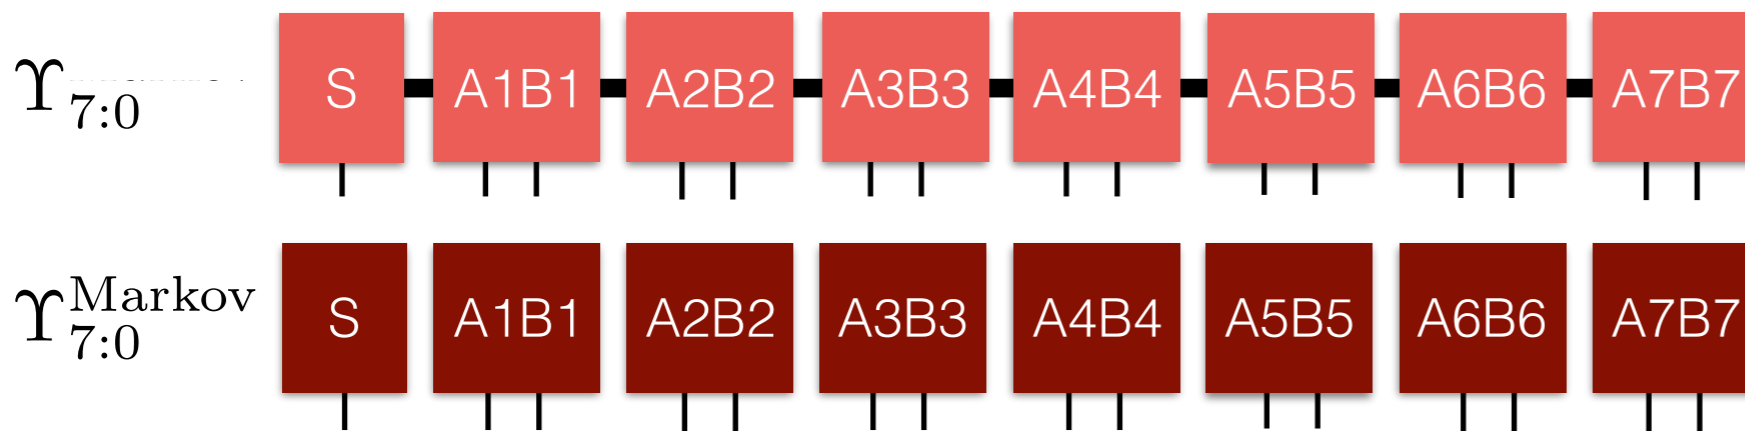 ϒ7:0 S A1B1 A2B2 A3B3 A4B4 A5B5 A6B6 A7B7
ϒMarkov7:0 S A1B1 A2B2 A3B3 A4B4 A5B5 A6B6 A7B7